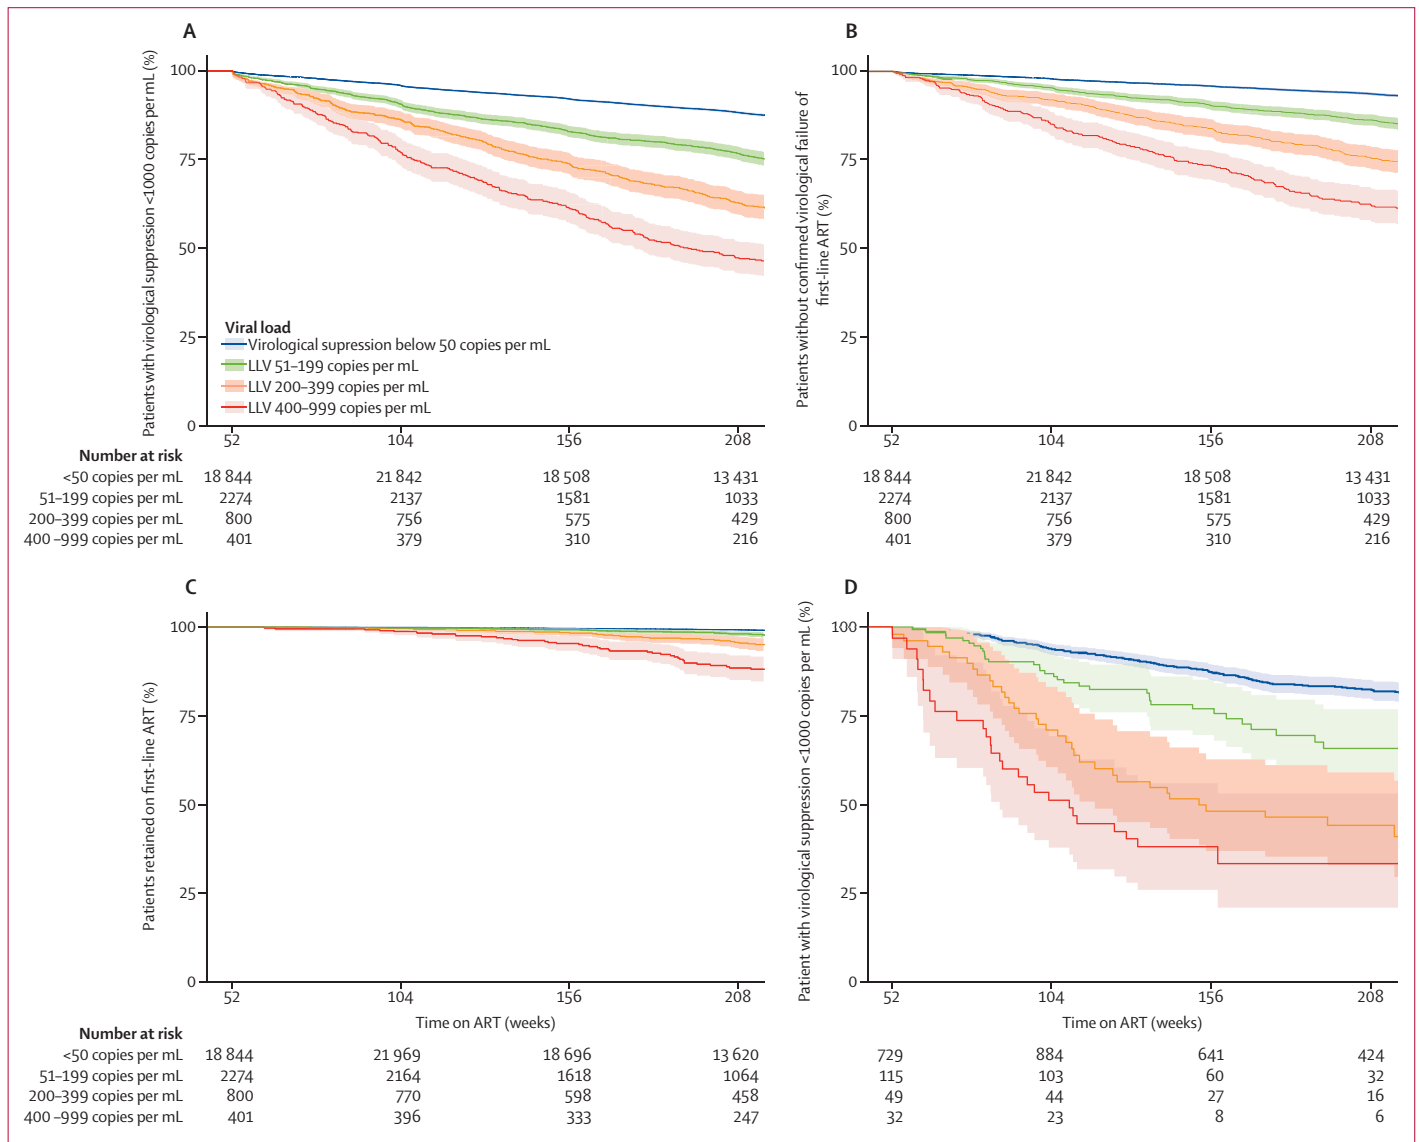 A
Patients with virological suppression <1000 copies per mL (%)
100
75
50
25
0
Viral load
Virological supression below 50 copies per mL
LLV 51–199 copies per mL
LLV 200–399 copies per mL
LLV 400–999 copies per mL
52 104 156 208
B
Patients without confirmed virological failure of
first-line ART (%)
100
75
50
25
0
52 104 156 208
Number at risk
<50 copies per mL 18 844 21 842 18 508 13 431 18 844 21 842 18 508 13 431
51–199 copies per mL 2274 2137 1581 1033 2274 2137 1581 1033
200–399 copies per mL 800 756 575 429 800 756 575 429
400 –999 copies per mL 401 379 310 216 401 379 310 216
C
Patients retained on first-line ART (%)
100
75
50
25
0
52 104 156 208
Time on ART (weeks)
D
Patient with virological suppression <1000 copies per mL (%)
100
75
50
25
0
52 104 156 208
Time on ART (weeks)
Number at risk
<50 copies per mL 18 844 21 969 18 696 13 620 729 884 641 424
51–199 copies per mL 2274 2164 1618 1064 115 103 60 32
200–399 copies per mL 800 770 598 458 49 44 27 16
400 –999 copies per mL 401 396 333 247 32 23 8 6